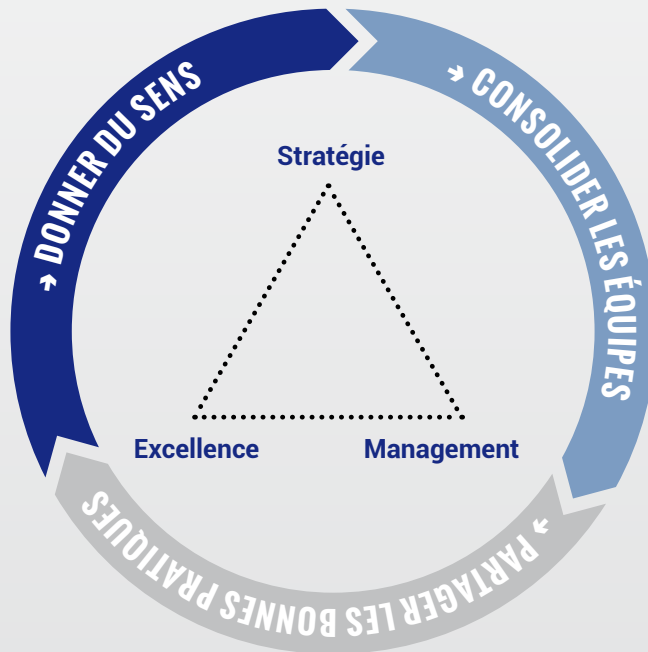 → DONNER DU SENS
→ CONSOLIDER LES ÉQUIPES
Stratégie
Excellence
Management
→ PARTAGER LES BONNES PRATIQUES